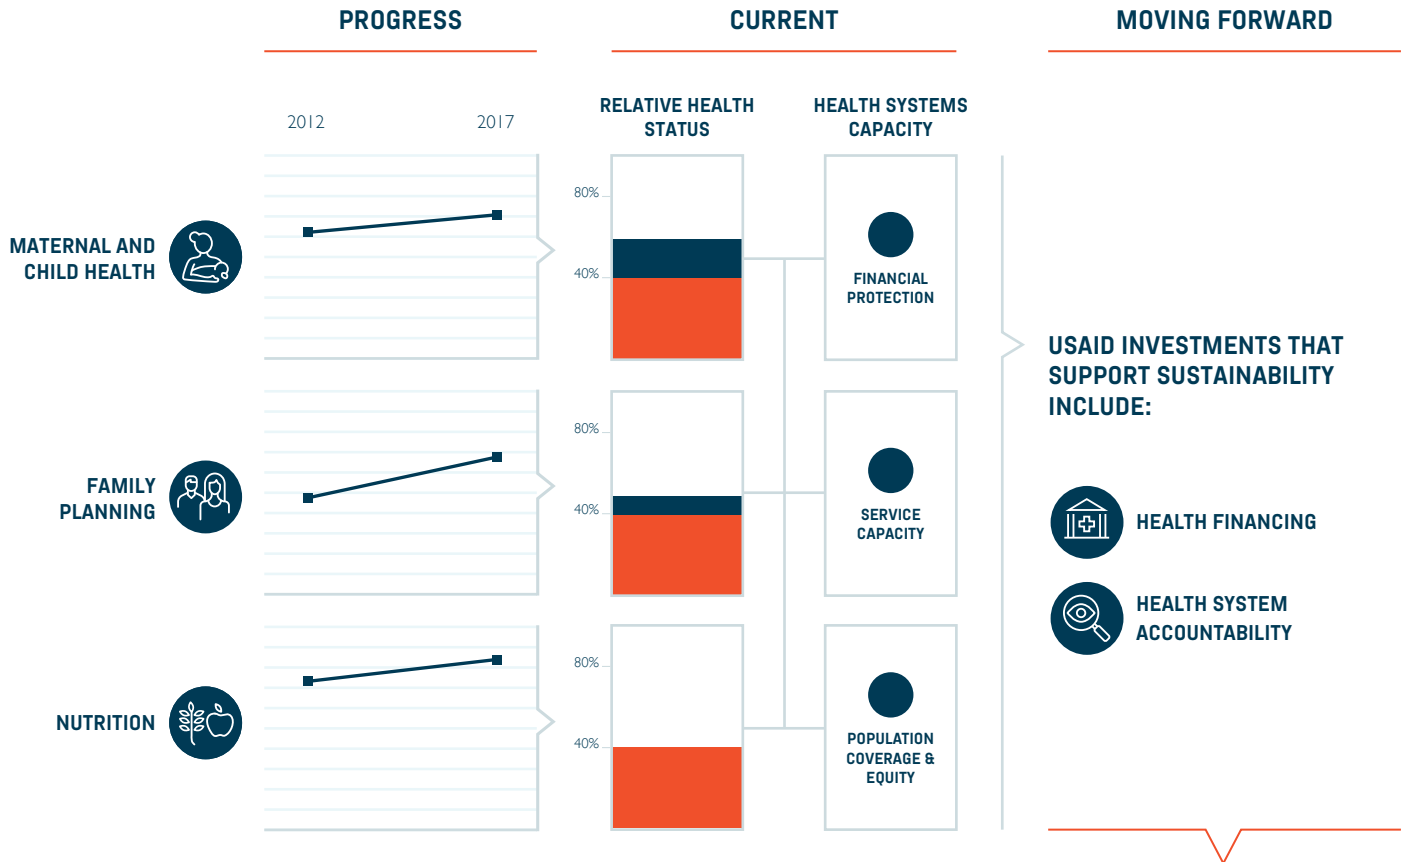 PROGRESS
CURRENT
MOVING FORWARD
2012
2017
RELATIVE HEALTH
STATUS
HEALTH SYSTEMS
CAPACITY
MATERNAL AND
CHILD HEALTH
80%
40%
FINANCIAL
PROTECTION
FAMILY
PLANNING
80%
40%
SERVICE
CAPACITY
NUTRITION
80%
40%
POPULATION
COVERAGE &
EQUITY
USAID INVESTMENTS THAT
SUPPORT SUSTAINABILITY
INCLUDE:
HEALTH FINANCING
HEALTH SYSTEM
ACCOUNTABILITY